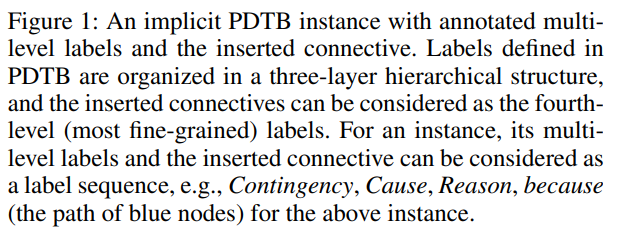 Figure 1: An implicit PDTB instance with annotated multi-
level labels and the inserted connective. Labels defined in
PDTB are organized in a three-layer hierarchical structure,
and the inserted connectives can be considered as the fourth-
level (most fine-grained) labels. For an instance, its multi-
level labels and the inserted connective can be considered as
a label sequence, e.g., Contingency, Cause, Reason, because
(the path of blue nodes) for the above instance.